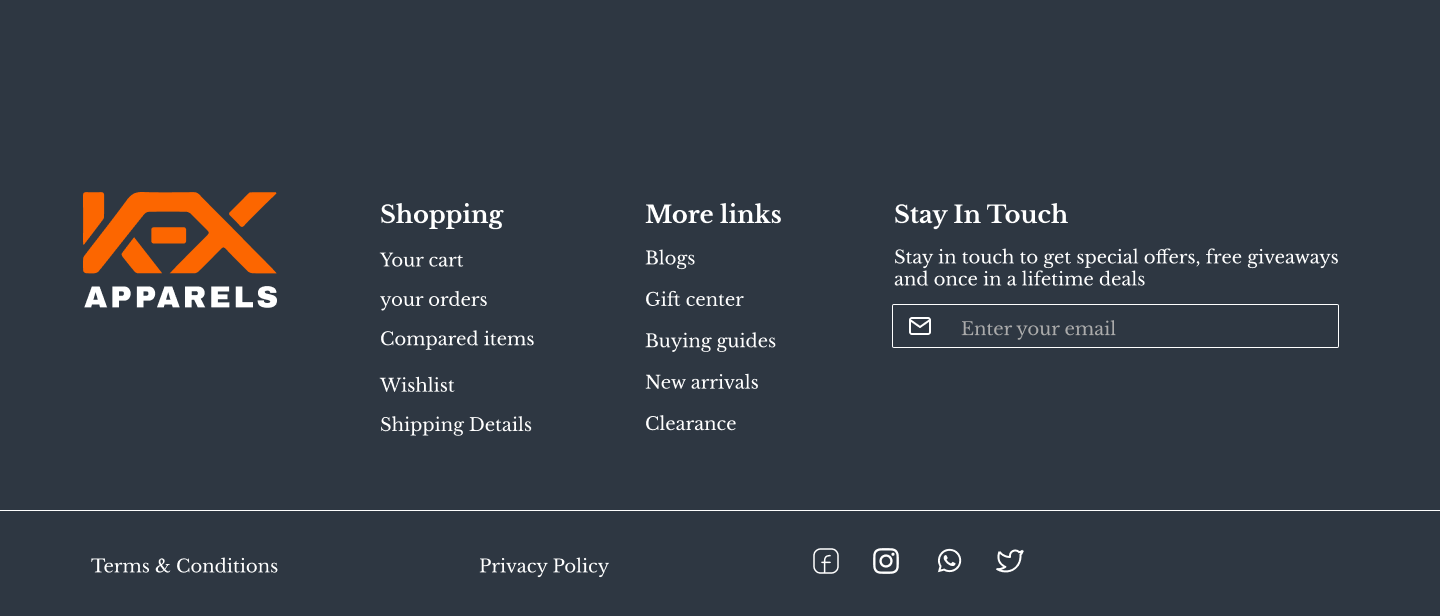 KEX
APPARELS
Shopping
Your cart
your orders
Compared items
Wishlist
Shipping Details
More links
Blogs
Gift center
Buying guides
New arrivals
Clearance
Stay In Touch
Stay in touch to get special offers, free giveaways
and once in a lifetime deals
Enter your email
Terms & Conditions
Privacy Policy